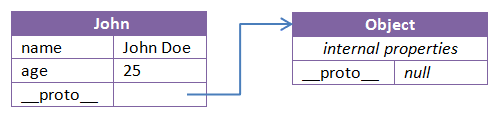 John
name John Doe
age 25
__proto__
Object
internal properties
__proto__ null